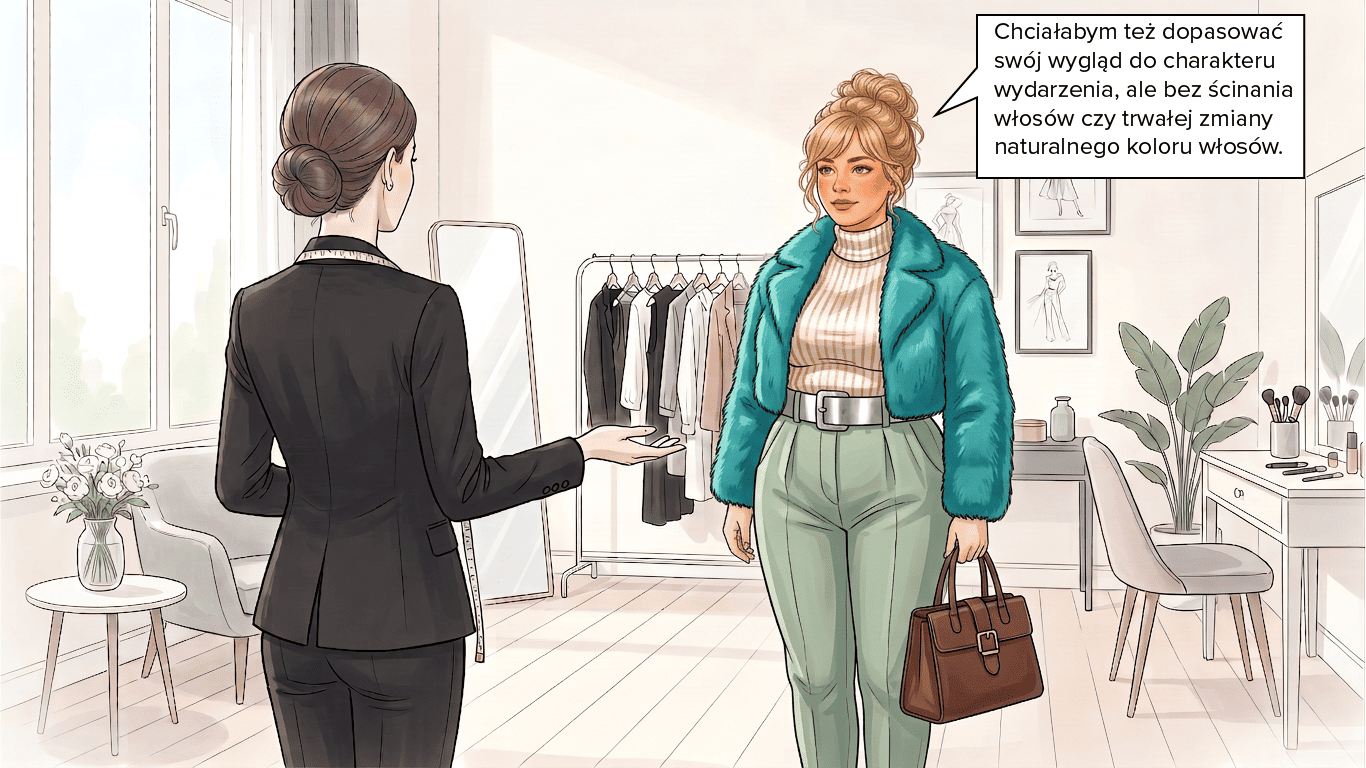 Chciałabym też dopasować
swój wygląd do charakteru
wydarzenia, ale bez ścinania
włosów czy trwałej zmiany
naturalnego koloru włosów.